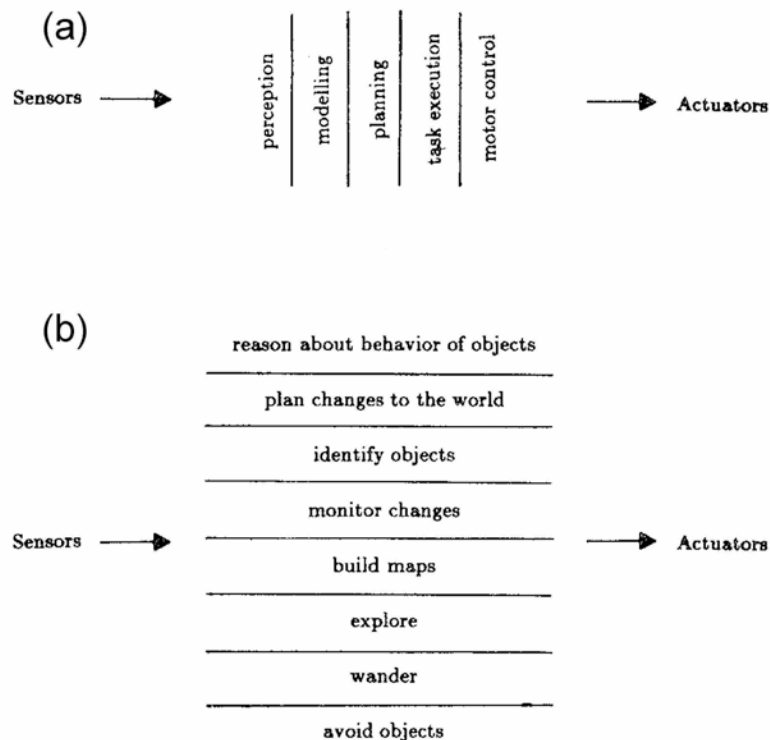 (a)
Sensors
perception
modelling
planning
task execution
motor control
Actuators
(b)
reason about behavior of objects
plan changes to the world
identify objects
monitor changes
Sensors
Actuators
build maps
explore
wander
avoid objects